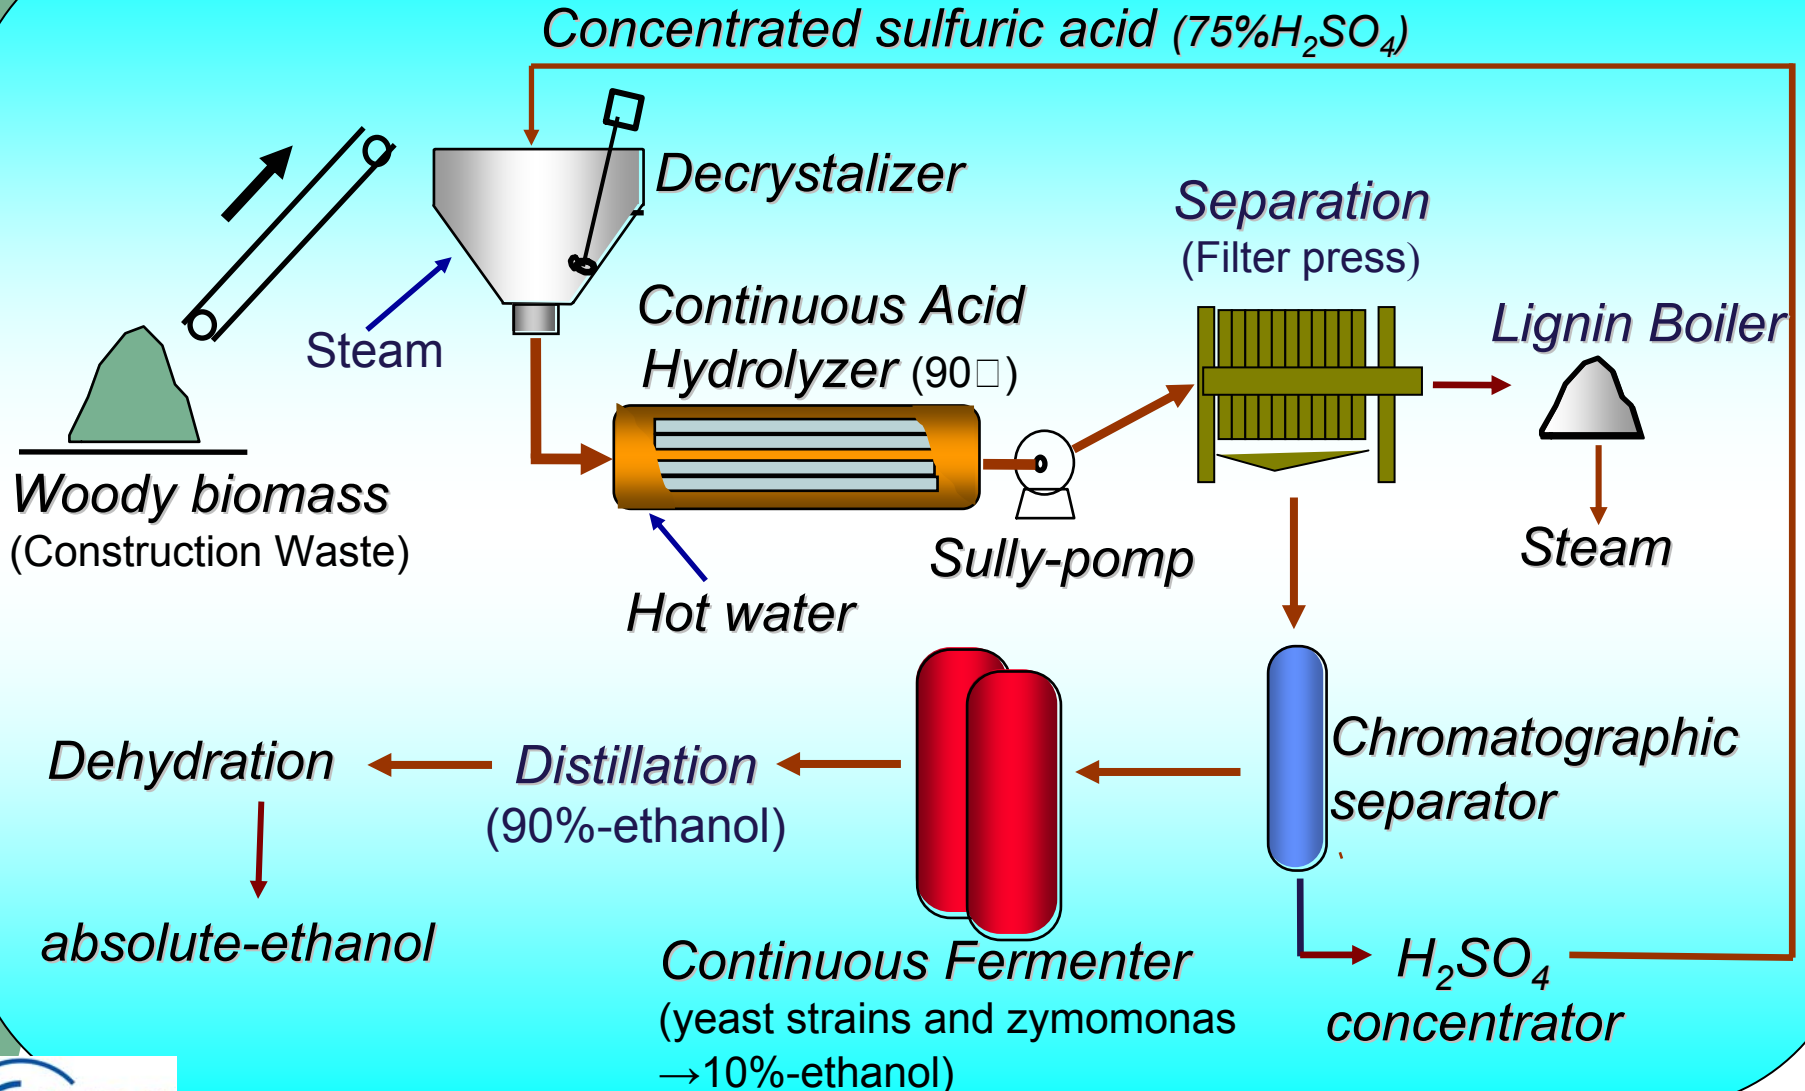 Concentrated sulfuric acid (75%H₂SO₄)
Decrystalizer
Separation
(Filter press)
Steam
Continuous Acid
Hydrolyzer (90□)
Lignin Boiler
Woody biomass
(Construction Waste)
Sully-pomp
Steam
Hot water
Dehydration
Distillation
(90%-ethanol)
Chromatographic
separator
absolute-ethanol
Continuous Fermenter
(yeast strains and zymomonas
→10%-ethanol)
H₂SO₄
concentrator